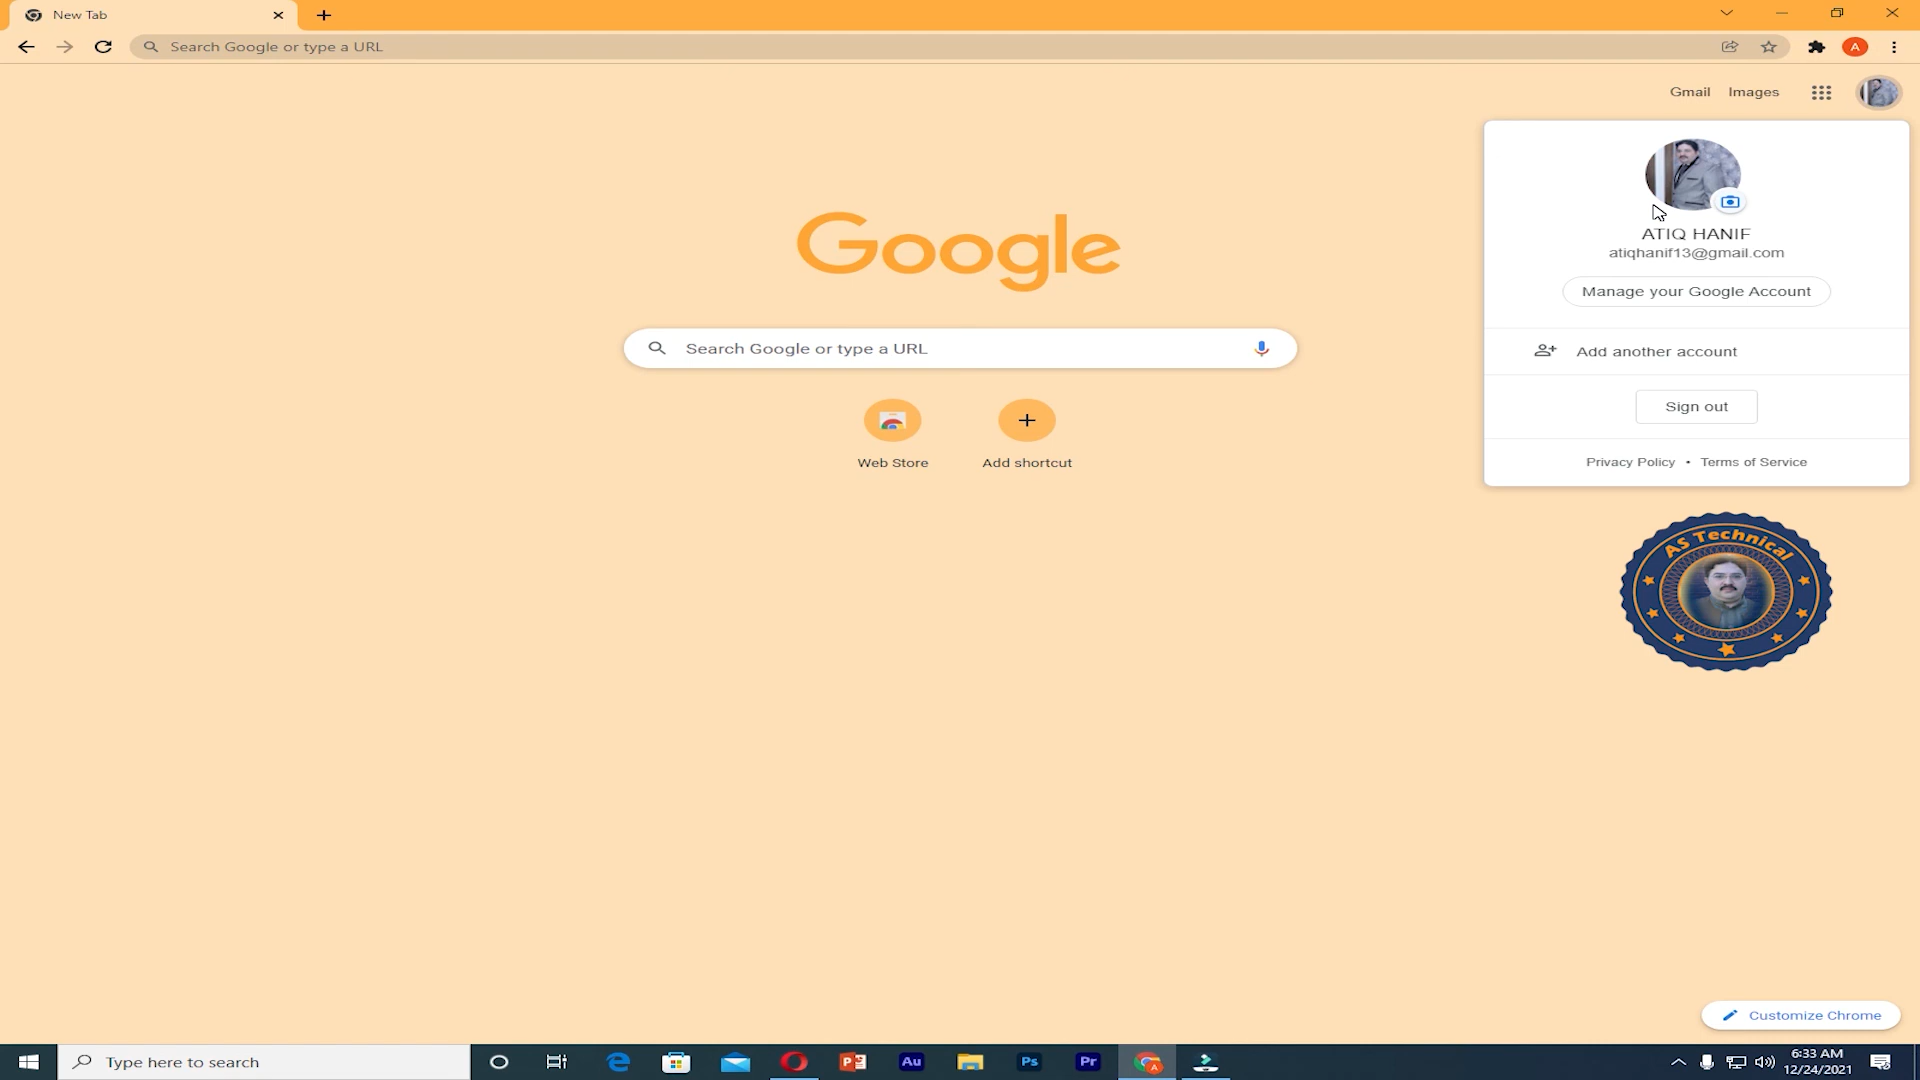 New Tab
Search Google or type a URL
A
Gmail Images
ATIQ HANIF
atiqhanif13@gmail.com
Manage your Google Account
Google
Search Google or type a URL
Add another account
Sign out
Web Store Add shortcut
Privacy Policy • Terms of Service
AS Technical
Customize Chrome
Type here to search
Au
Ps
Pr
A
6:33 AM
12/24/2021